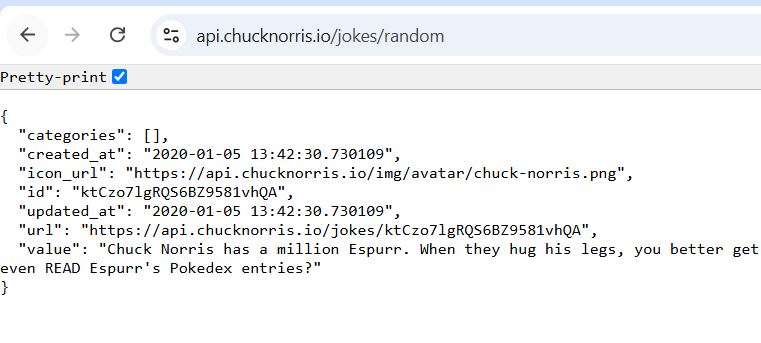 api.chucknorris.io/jokes/random
Pretty-print
{
"categories": [],
"created_at": "2020-01-05 13:42:30.730109",
"icon_url": "https://api.chucknorris.io/img/avatar/chuck-norris.png",
"id": "ktCzo7lgRQS6BZ9581vhQA",
"updated_at": "2020-01-05 13:42:30.730109",
"url": "https://api.chucknorris.io/jokes/ktCzo7lgRQS6BZ9581vhQA",
"value": "Chuck Norris has a million Espurr. When they hug his legs, you better get
even READ Espurr's Pokedex entries?"
}